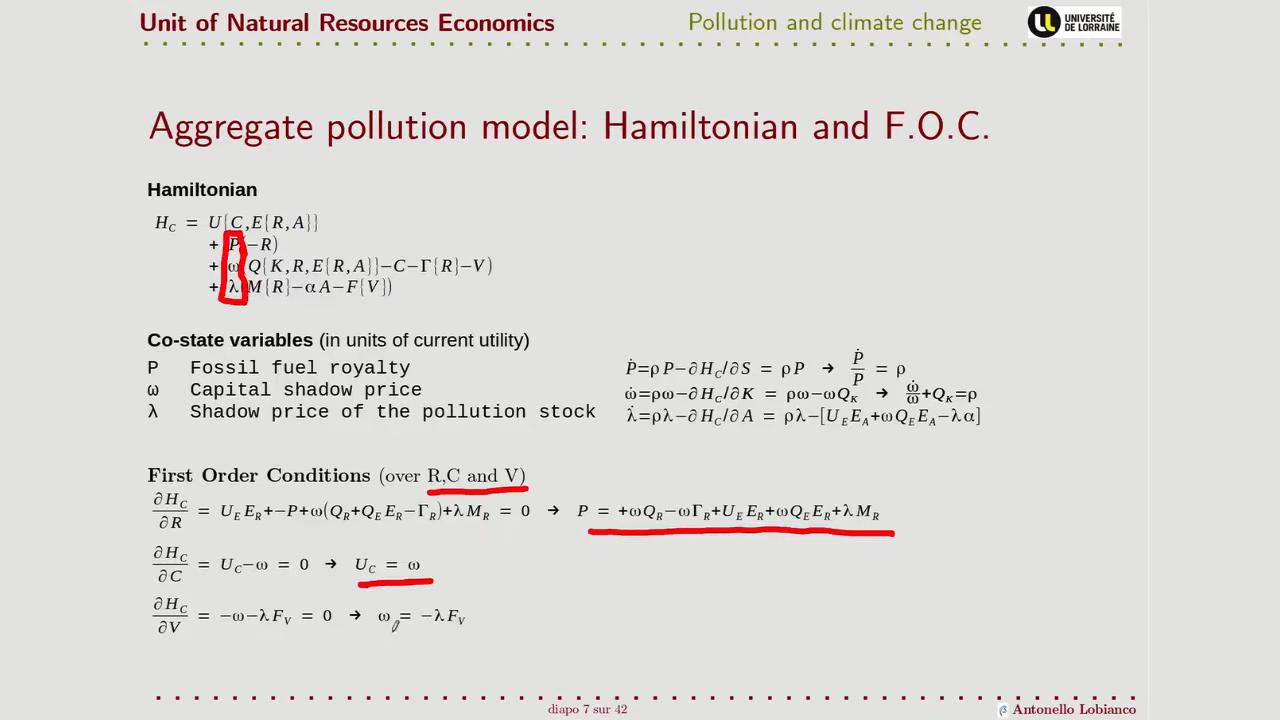 Unit of Natural Resources Economics
Pollution and climate change
UNIVERSITÉ
DE LORRAINE
Aggregate pollution model: Hamiltonian and F.O.C.
Hamiltonian
H_C = U{C,E{R,A}}
+ P(−R)
+ ω(Q{K,R,E{R,A}}−C−Γ{R}−V)
+ λ(M{R}−αA−F{V})
Co-state variables (in units of current utility)
P Fossil fuel royalty
ω Capital shadow price
λ Shadow price of the pollution stock
Ṗ=ρP−∂H_C/∂S = ρP → Ṗ/P = ρ
ω̇=ρω−∂H_C/∂K = ρω−ωQ_K → ω̇/ω+Q_K=ρ
λ̇=ρλ−∂H_C/∂A = ρλ−[U_E E_A+ωQ_E E_A−λα]
First Order Conditions (over R,C and V)
∂H_C/∂R = U_E E_R+−P+ω(Q_R+Q_E E_R−Γ_R)+λM_R = 0 → P = +ωQ_R−ωΓ_R+U_E E_R+ωQ_E E_R+λM_R
∂H_C/∂C = U_C−ω = 0 → U_C = ω
∂H_C/∂V = −ω−λF_V = 0 → ω = −λF_V
diapo 7 sur 42
β Antonello Lobianco